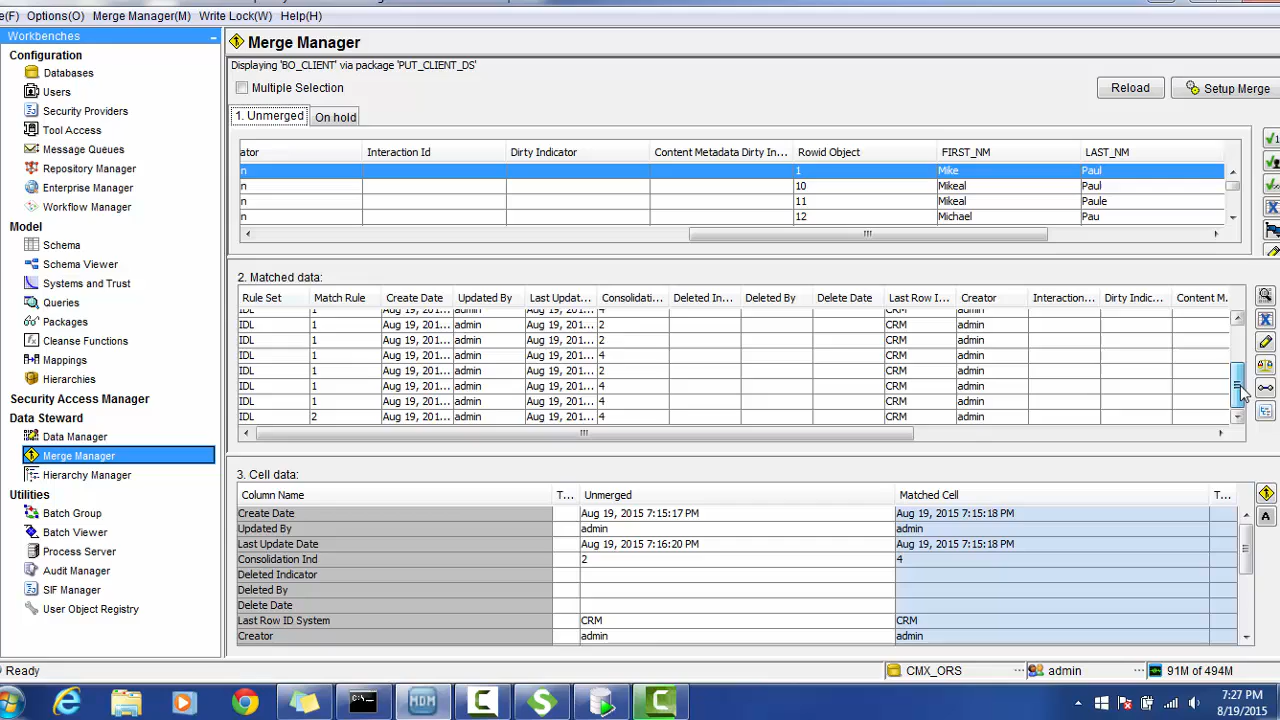 e(F) Options(O) Merge Manager(M) Write Lock(W) Help(H)
Workbenches
Configuration
Databases
Users
Security Providers
Tool Access
Message Queues
Repository Manager
Enterprise Manager
Workflow Manager
Model
Schema
Schema Viewer
Systems and Trust
Queries
Packages
Cleanse Functions
Mappings
Hierarchies
Security Access Manager
Data Steward
Data Manager
Merge Manager
Hierarchy Manager
Utilities
Batch Group
Batch Viewer
Process Server
Audit Manager
SIF Manager
User Object Registry
Merge Manager
Displaying 'BO_CLIENT' via package 'PUT_CLIENT_DS'
Multiple Selection Reload Setup Merge
1. Unmerged On hold
ator Interaction Id Dirty Indicator Content Metadata Dirty In... Rowid Object FIRST_NM LAST_NM
n 1 Mike Paul
n 10 Mikeal Paul
n 11 Mikeal Paule
n 12 Michael Pau
2. Matched data:
Rule Set Match Rule Create Date Updated By Last Updat... Consolidati... Deleted In... Deleted By Delete Date Last Row I... Creator Interaction... Dirty Indic... Content M.
IDL 1 Aug 19, 201... admin Aug 19, 201... 4 CRM admin
IDL 1 Aug 19, 201... admin Aug 19, 201... 2 CRM admin
IDL 1 Aug 19, 201... admin Aug 19, 201... 2 CRM admin
IDL 1 Aug 19, 201... admin Aug 19, 201... 4 CRM admin
IDL 1 Aug 19, 201... admin Aug 19, 201... 2 CRM admin
IDL 1 Aug 19, 201... admin Aug 19, 201... 4 CRM admin
IDL 1 Aug 19, 201... admin Aug 19, 201... 4 CRM admin
IDL 2 Aug 19, 201... admin Aug 19, 201... 4 CRM admin
3. Cell data:
Column Name T... Unmerged Matched Cell T...
Create Date Aug 19, 2015 7:15:17 PM Aug 19, 2015 7:15:18 PM
Updated By admin admin
Last Update Date Aug 19, 2015 7:16:20 PM Aug 19, 2015 7:15:18 PM
Consolidation Ind 2 4
Deleted Indicator
Deleted By
Delete Date
Last Row ID System CRM CRM
Creator admin admin
A
Ready CMX_ORS ... admin ... 91M of 494M
MDM
7:27 PM
8/19/2015